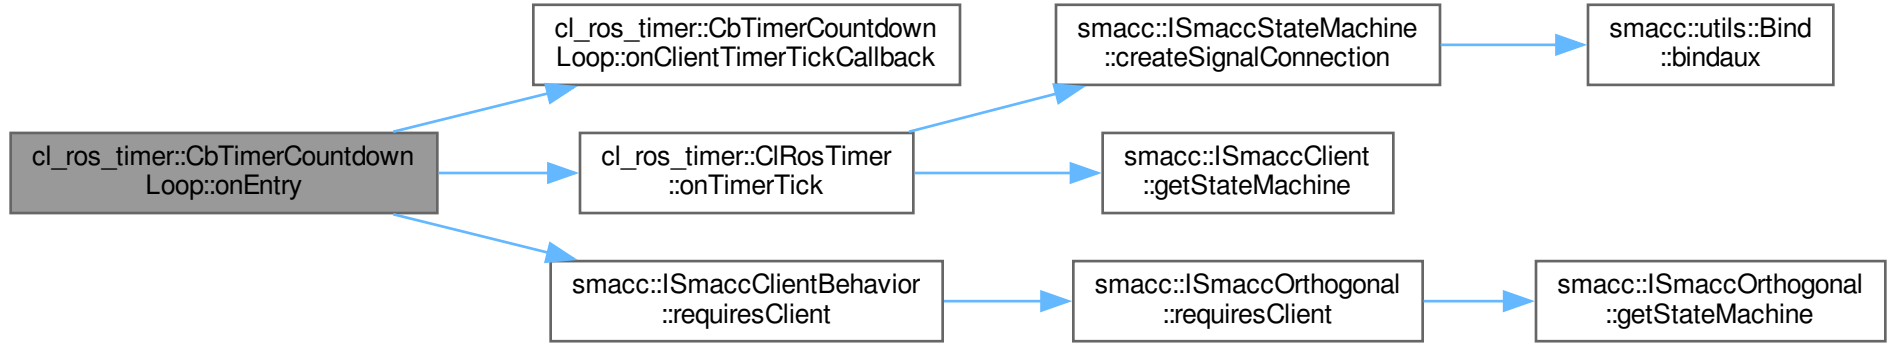 cl_ros_timer::CbTimerCountdown
Loop::onEntry
cl_ros_timer::CbTimerCountdown
Loop::onClientTimerTickCallback
cl_ros_timer::ClRosTimer
::onTimerTick
smacc::ISmaccStateMachine
::createSignalConnection
smacc::utils::Bind
::bindaux
smacc::ISmaccClient
::getStateMachine
smacc::ISmaccClientBehavior
::requiresClient
smacc::ISmaccOrthogonal
::requiresClient
smacc::ISmaccOrthogonal
::getStateMachine